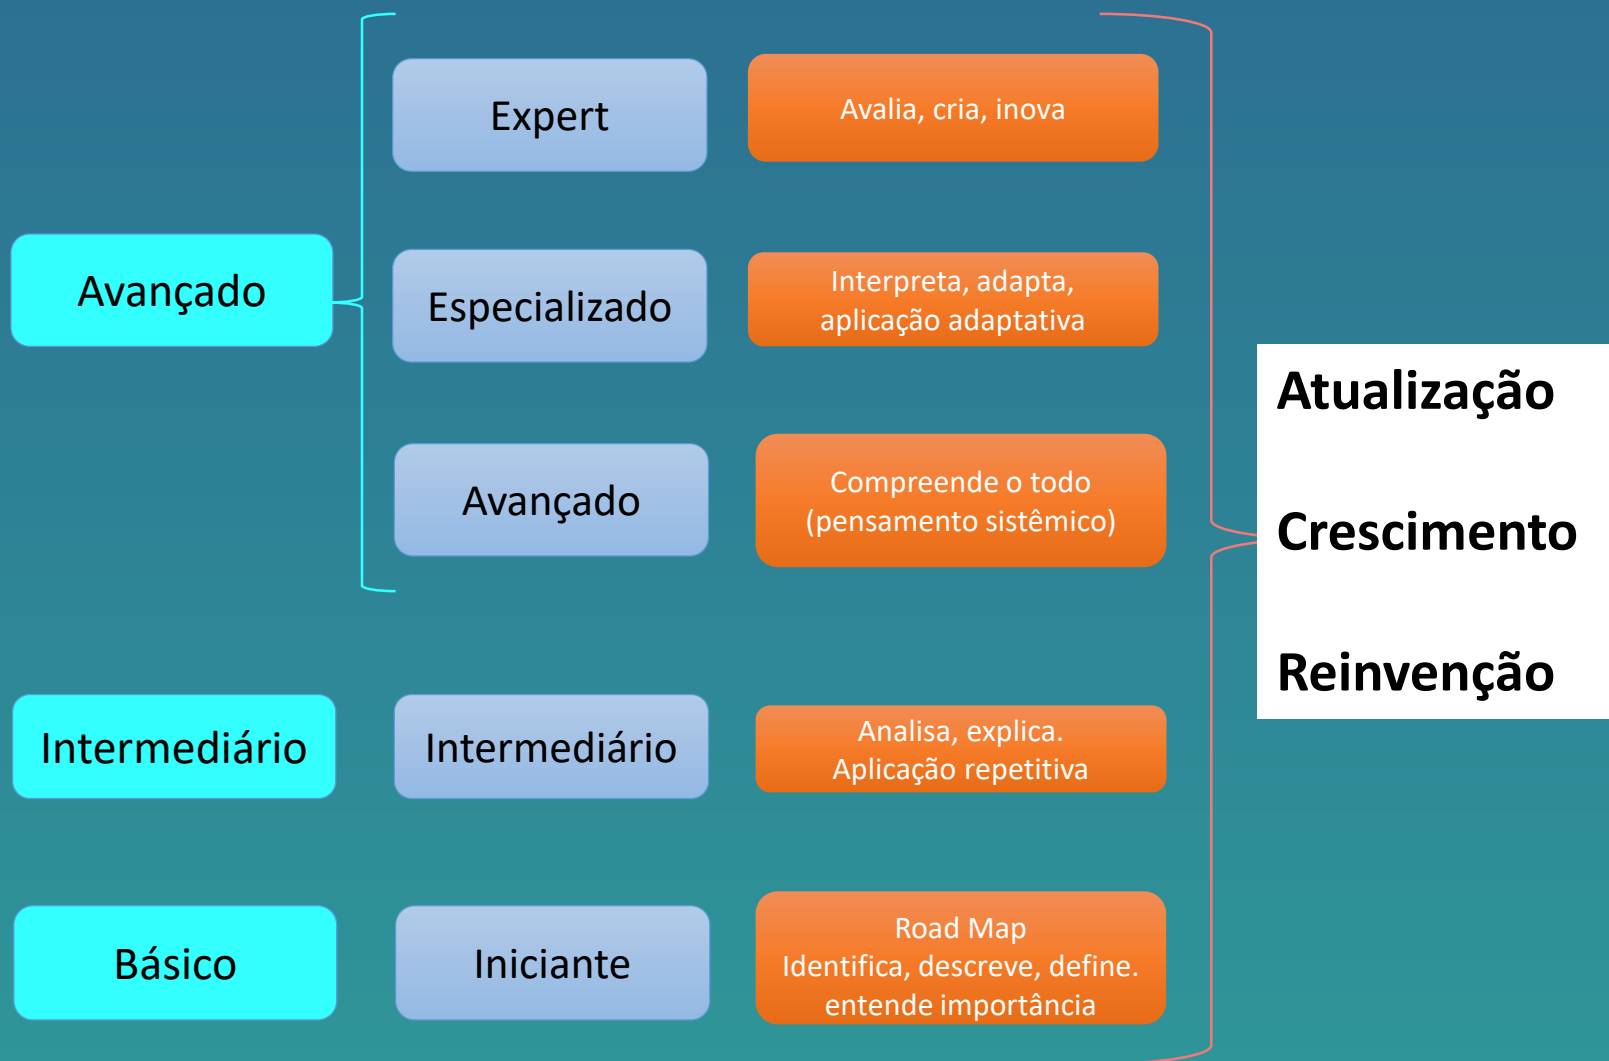 Expert
Avalia, cria, inova
Avançado
Especializado
Interpreta, adapta,
aplicação adaptativa
Avançado
Compreende o todo
(pensamento sistêmico)
Intermediário
Intermediário
Analisa, explica.
Aplicação repetitiva
Básico
Iniciante
Road Map
Identifica, descreve, define.
entende importância
Atualização
Crescimento
Reinvenção